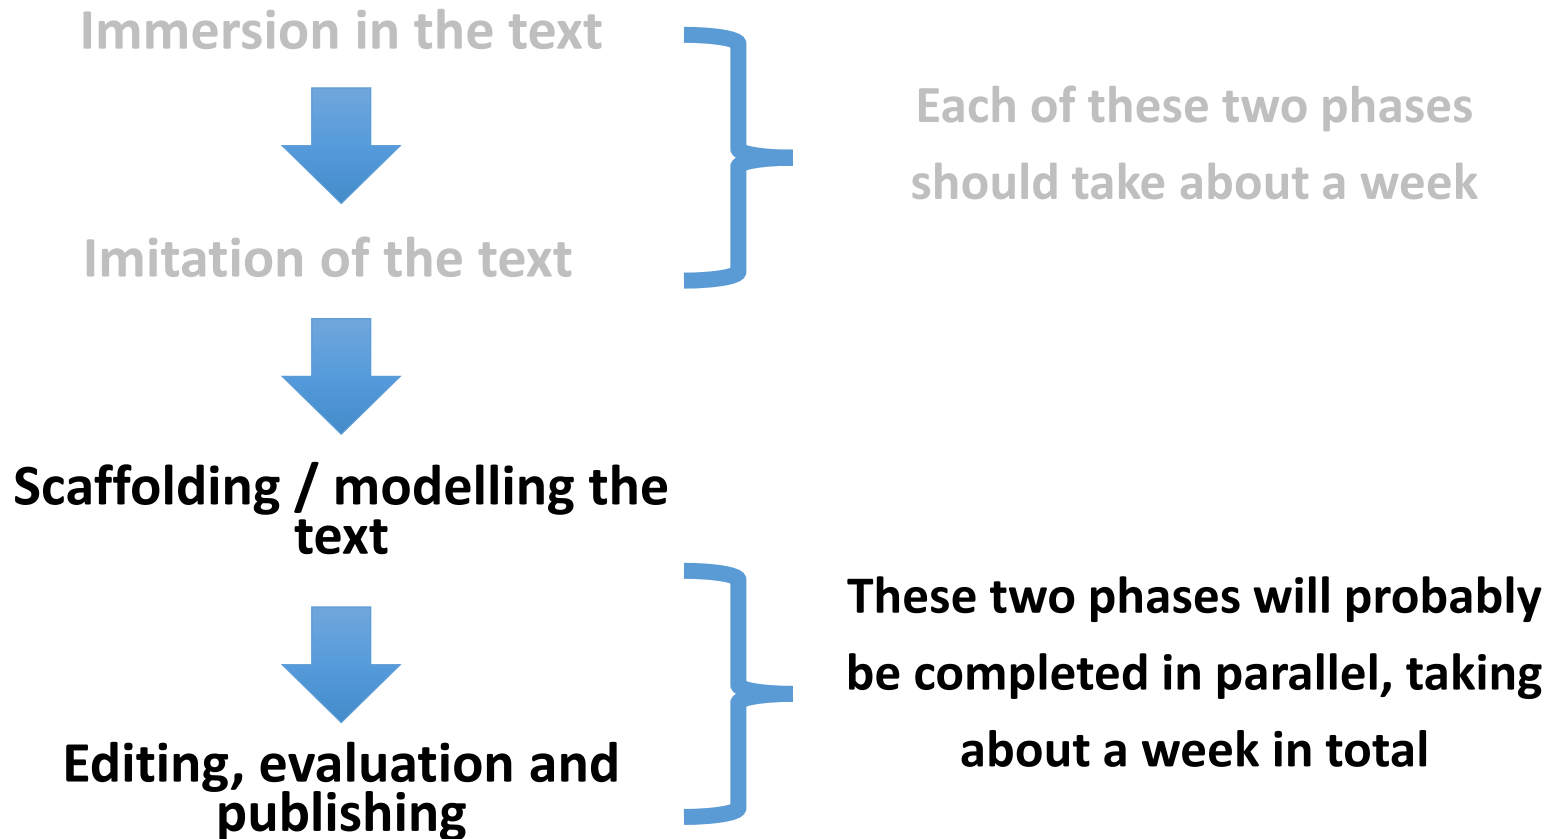 Immersion in the text
Each of these two phases
should take about a week
Imitation of the text
Scaffolding / modelling the
text
These two phases will probably
be completed in parallel, taking
about a week in total
Editing, evaluation and
publishing